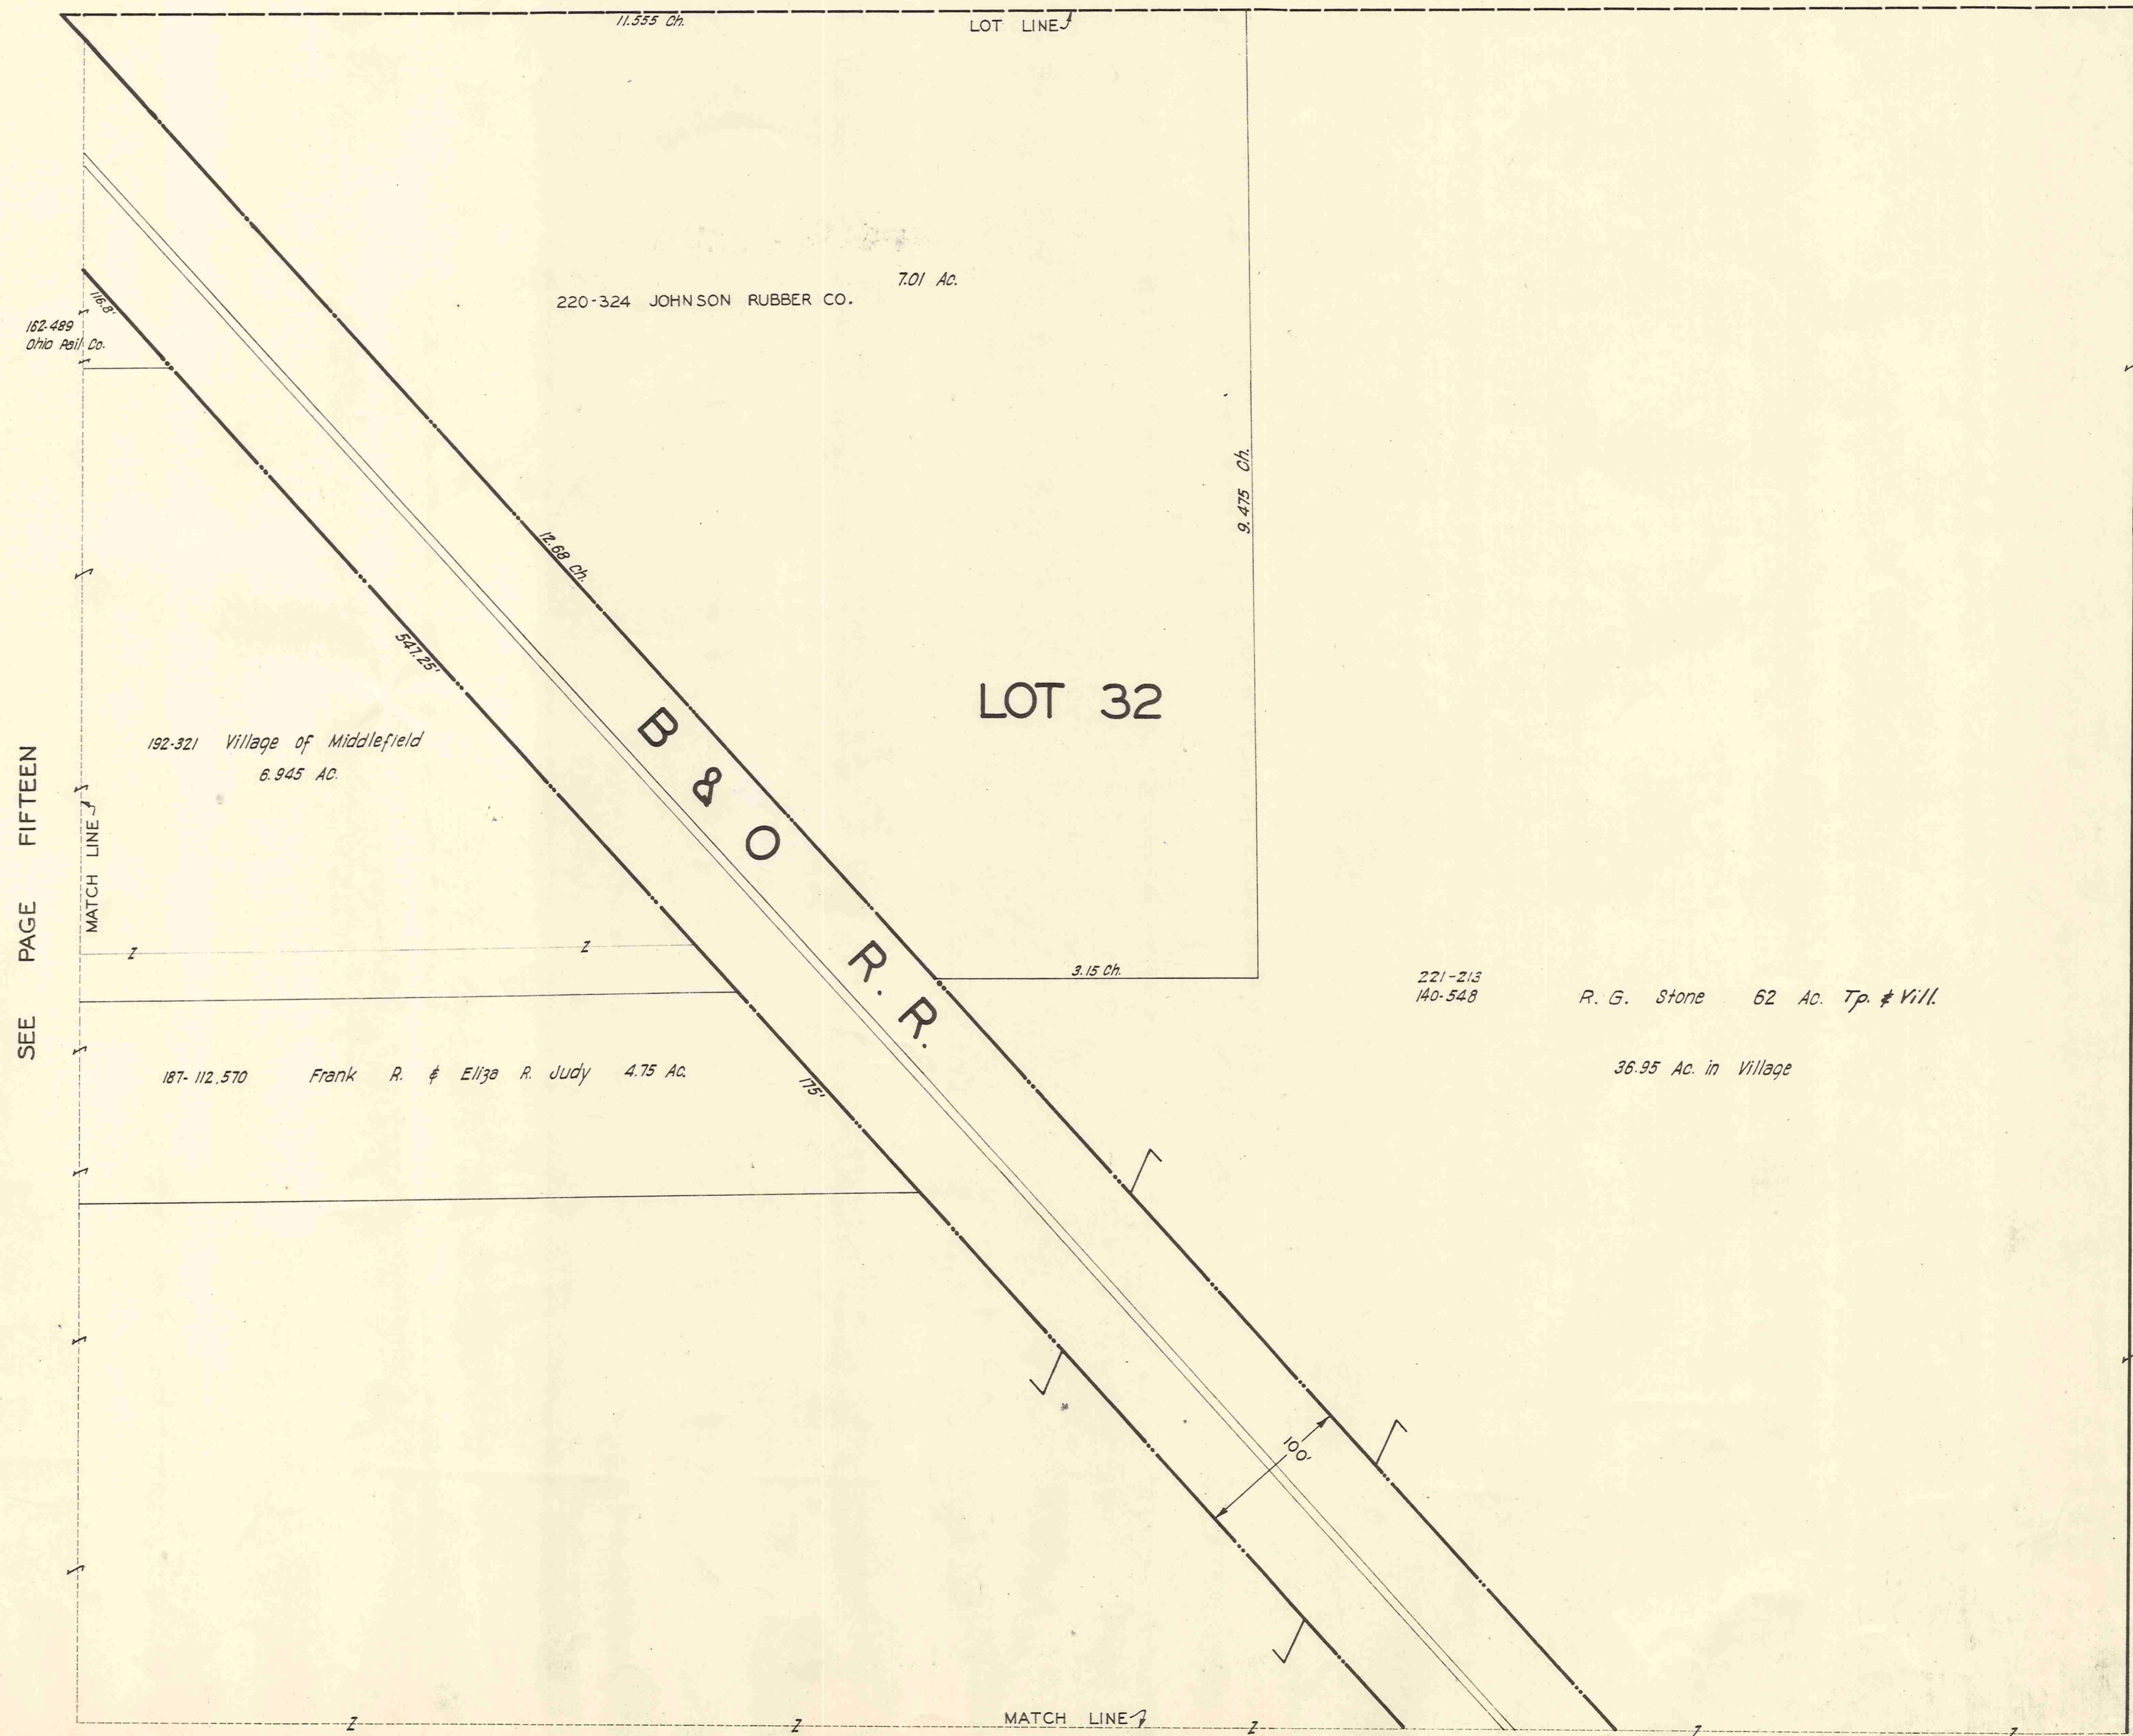 11.555 Ch.
LOT LINE
7.01 Ac.
220-324 JOHNSON RUBBER CO.
116.8'
162-489
Ohio Pail Co.
9.475 Ch.
12.68 Ch.
547.25'
LOT 32
192-321 Village of Middlefield
6.945 AC.
B & O R. R.
SEE PAGE FIFTEEN
MATCH LINE
3.15 Ch.
221-213
140-548 R. G. Stone 62 Ac. Tp. & Vill.
36.95 Ac. in Village
187-112,570 Frank R. & Eliza R. Judy 4.75 Ac.
175'
100'
MATCH LINE